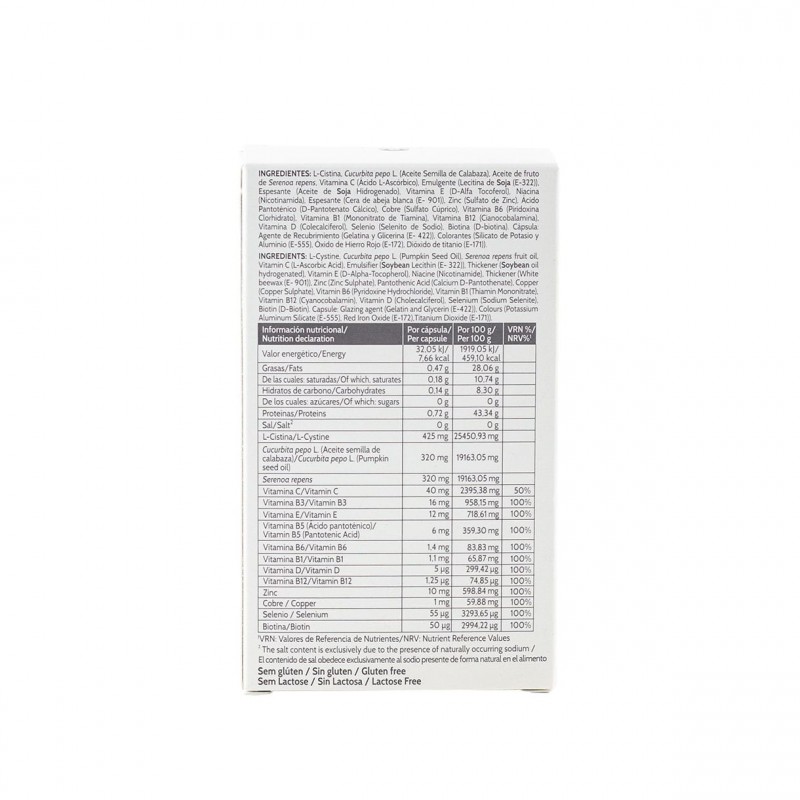 INGREDIENTES: L-Cistina, Cucurbita pepo L. (Aceite Semilla de Calabaza), Aceite de fruto
de Serenoa repens, Vitamina C (Ácido L-Ascórbico), Emulgente (Lecitina de Soja (E-322)),
Espesante (Aceite de Soja Hidrogenado), Vitamina E (D-Alfa Tocoferol), Niacina
(Nicotinamida), Espesante (Cera de abeja blanca (E- 901)), Zinc (Sulfato de Zinc), Ácido
Pantoténico (D-Pantotenato Cálcico), Cobre (Sulfato Cúprico), Vitamina B6 (Piridoxina
Clorhidrato), Vitamina B1 (Mononitrato de Tiamina), Vitamina B12 (Cianocobalamina),
Vitamina D (Colecalciferol), Selenio (Selenito de Sodio), Biotina (D-biotina). Cápsula:
Agente de Recubrimiento (Gelatina y Glicerina (E- 422)), Colorantes (Silicato de Potasio y
Aluminio (E-555), Óxido de Hierro Rojo (E-172), Dióxido de titanio (E-171)).
INGREDIENTS: L-Cystine, Cucurbita pepo L. (Pumpkin Seed Oil), Serenoa repens fruit oil,
Vitamin C (L-Ascorbic Acid), Emulsifier (Soybean Lecithin (E- 322)), Thickener (Soybean oil
hydrogenated), Vitamin E (D-Alpha-Tocopherol), Niacine (Nicotinamide), Thickener (White
beewax (E- 901)), Zinc (Zinc Sulphate), Pantothenic Acid (Calcium D-Pantothenate), Copper
(Copper Sulphate), Vitamin B6 (Pyridoxine Hydrochloride), Vitamin B1 (Thiamin Mononitrate),
Vitamin B12 (Cyanocobalamin), Vitamin D (Cholecalciferol), Selenium (Sodium Selenite),
Biotin (D-Biotin). Capsule: Glazing agent (Gelatin and Glycerin (E-422)), Colours (Potassium
Aluminum Silicate (E-555), Red Iron Oxide (E-172),Titanium Dioxide (E-171)).
Información nutricional/ Nutrition declaration Por cápsula/ Per capsule Por 100 g/ Per 100 g VRN %/ NRV%¹
Valor energético/Energy 32.05 kJ/ 7,66 kcal 1919.05 kJ/ 459,10 kcal
Grasas/Fats 0,47 g 28.06 g
De las cuales: saturadas/Of which, saturates 0,18 g 10,74 g
Hidratos de carbono/Carbohydrates 0,14 g 8.30 g
De los cuales: azúcares/Of which: sugars 0 g 0 g
Proteínas/Proteins 0,72 g 43,34 g
Sal/Salt² 0 g 0 g
L-Cistina/L-Cystine 425 mg 25450.93 mg
Cucurbita pepo L. (Aceite semilla de
calabaza)/Cucurbita pepo L. (Pumpkin
seed oil) 320 mg 19163.05 mg
Serenoa repens 320 mg 19163.05 mg
Vitamina C/Vitamin C 40 mg 2395,38 mg 50%
Vitamina B3/Vitamin B3 16 mg 958,15 mg 100%
Vitamina E/Vitamin E 12 mg 718,61 mg 100%
Vitamina B5 (Ácido pantoténico)/
Vitamin B5 (Pantotenic Acid) 6 mg 359,30 mg 100%
Vitamina B6/Vitamin B6 1,4 mg 83,83 mg 100%
Vitamina B1/Vitamin B1 1,1 mg 65,87 mg 100%
Vitamina D/Vitamin D 5 µg 299,42 µg 100%
Vitamina B12/Vitamin B12 1,25 µg 74,85 µg 100%
Zinc 10 mg 598,84 mg 100%
Cobre / Copper 1 mg 59,88 mg 100%
Selenio / Selenium 55 µg 3293,65 µg 100%
Biotina/Biotin 50 µg 2994,22 µg 100%
¹VRN: Valores de Referencia de Nutrientes/NRV: Nutrient Reference Values
² The salt content is exclusively due to the presence of naturally occurring sodium /
El contenido de sal obedece exclusivamente al sodio presente de forma natural en el alimento
Sem glúten / Sin gluten / Gluten free
Sem Lactose / Sin Lactosa / Lactose Free